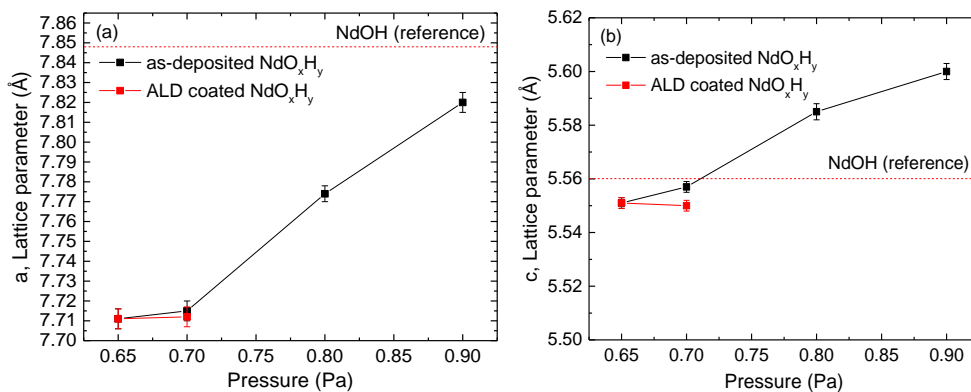 (a)
NdOH (reference)
as-deposited NdOxHy
ALD coated NdOxHy
7.86
7.85
7.84
7.83
7.82
7.81
7.80
7.79
7.78
7.77
7.76
7.75
7.74
7.73
7.72
7.71
7.70
a, Lattice parameter (Å)
0.65 0.70 0.75 0.80 0.85 0.90
Pressure (Pa)
(b)
as-deposited NdOxHy
ALD coated NdOxHy
NdOH (reference)
5.62
5.60
5.58
5.56
5.54
5.52
5.50
c, Lattice parameter (Å)
0.65 0.70 0.75 0.80 0.85 0.90
Pressure (Pa)